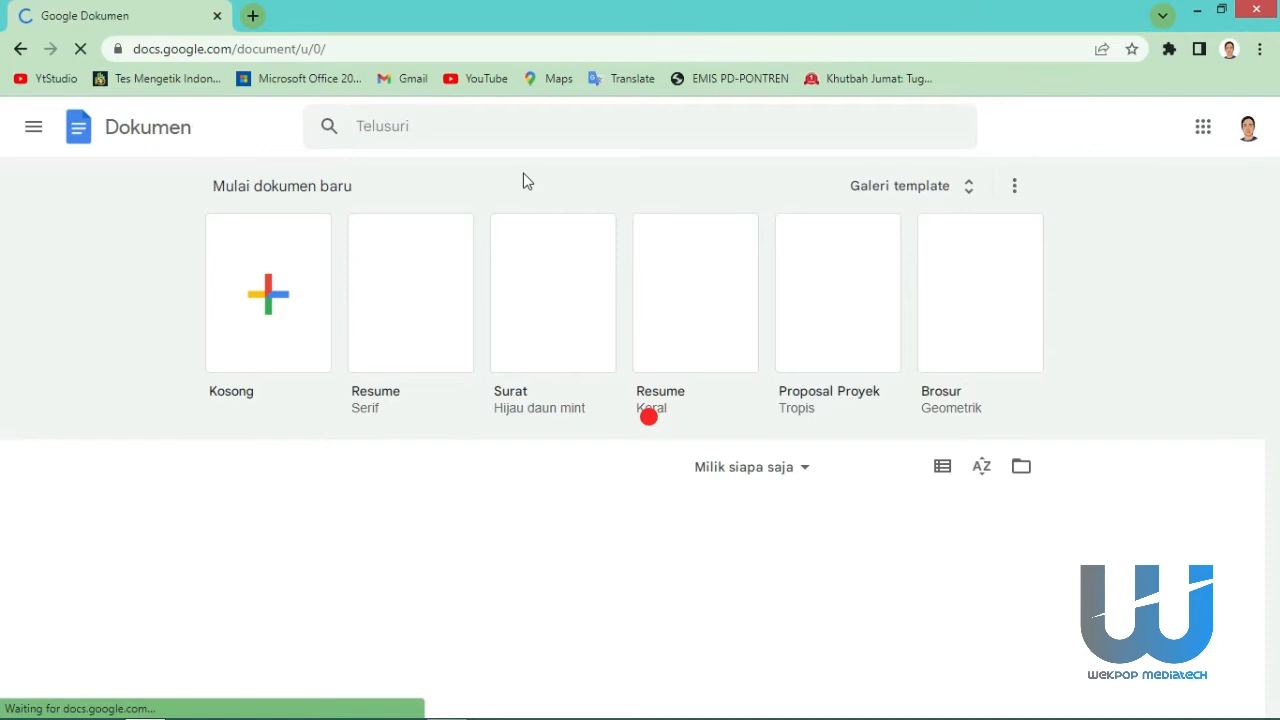 Google Dokumen
docs.google.com/document/u/0/
YtStudio
Tes Mengetik Indon...
Microsoft Office 20...
Gmail
YouTube
Maps
Translate
EMIS PD-PONTREN
Khutbah Jumat: Tug...
Dokumen
Telusuri
Mulai dokumen baru
Galeri template
Kosong
Resume
Serif
Surat
Hijau daun mint
Resume
Koral
Proposal Proyek
Tropis
Brosur
Geometrik
Milik siapa saja
AZ
W
WEKPOP MEDIATECH
Waiting for docs.google.com...